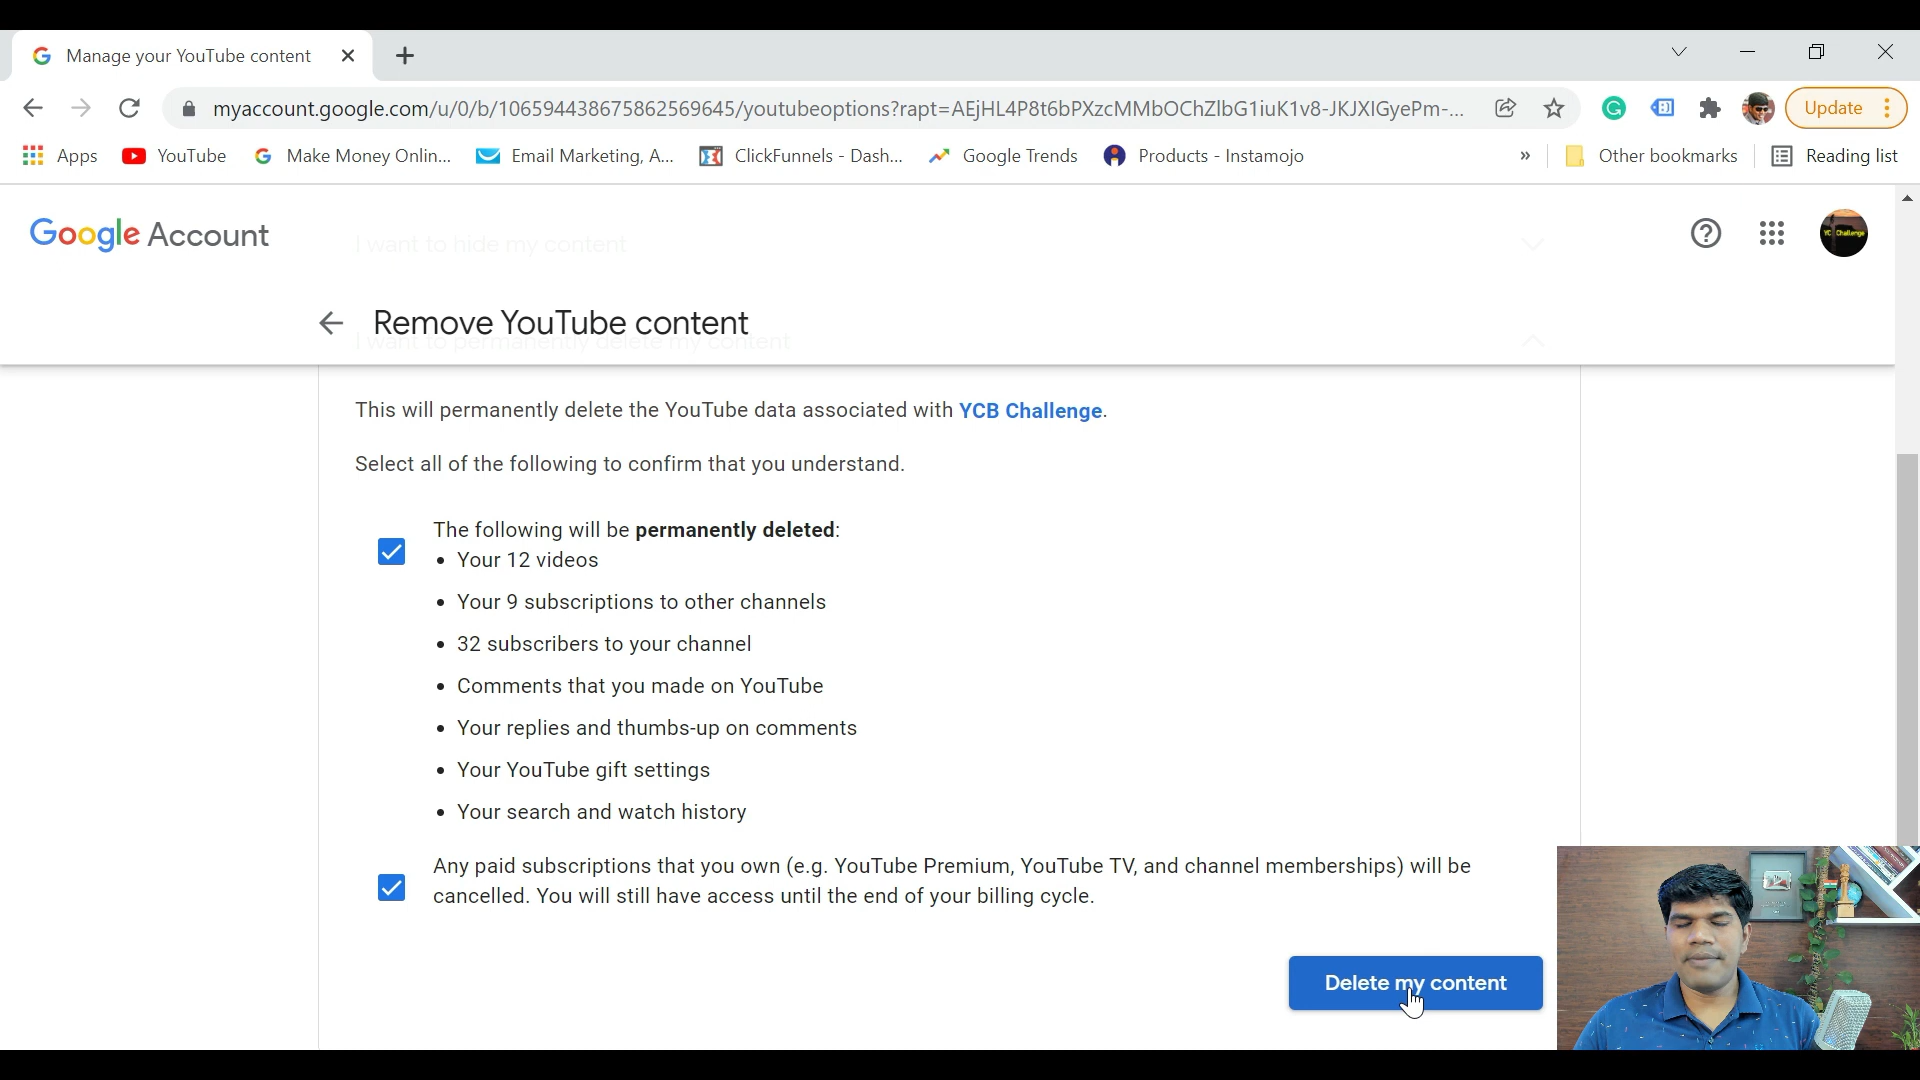 Manage your YouTube content
myaccount.google.com/u/0/b/106594438675862569645/youtubeoptions?rapt=AEjHL4P8t6bPXzcMMbOChZlbG1iuK1v8-JKJXIGyePm-...
Update
Apps
YouTube
Make Money Onlin...
Email Marketing, A...
ClickFunnels - Dash...
Google Trends
Products - Instamojo
»
Other bookmarks
Reading list
Google Account
I want to hide my content
YC Challenge
Remove YouTube content
I want to permanently delete my content
This will permanently delete the YouTube data associated with YCB Challenge.
Select all of the following to confirm that you understand.
The following will be permanently deleted:
• Your 12 videos
• Your 9 subscriptions to other channels
• 32 subscribers to your channel
• Comments that you made on YouTube
• Your replies and thumbs-up on comments
• Your YouTube gift settings
• Your search and watch history
Any paid subscriptions that you own (e.g. YouTube Premium, YouTube TV, and channel memberships) will be
cancelled. You will still have access until the end of your billing cycle.
Delete my content